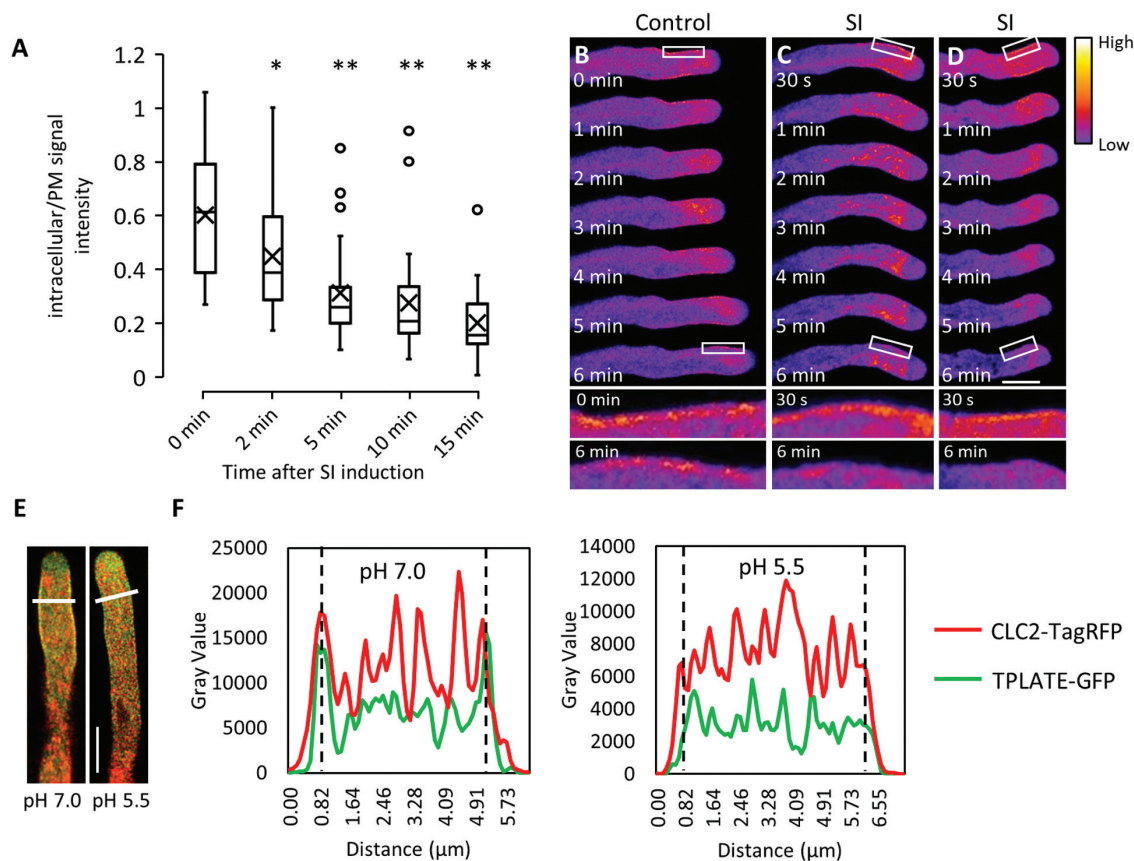 A
intracellular/PM signal
intensity
1.2
1
0.8
0.6
0.4
0.2
0
* ** ** **
0 min
2 min
5 min
10 min
15 min
Time after SI induction
Control SI SI
B C D
High
Low
0 min 30 s 30 s
1 min 1 min 1 min
2 min 2 min 2 min
3 min 3 min 3 min
4 min 4 min 4 min
5 min 5 min 5 min
6 min 6 min 6 min
0 min 30 s 30 s
6 min 6 min 6 min
E
pH 7.0 pH 5.5
F
Gray Value
25000
20000
15000
10000
5000
0
pH 7.0
0.00
0.82
1.64
2.46
3.28
4.09
4.91
5.73
Distance (µm)
Gray Value
14000
12000
10000
8000
6000
4000
2000
0
pH 5.5
0.00
0.82
1.64
2.46
3.28
4.09
4.91
5.73
6.55
Distance (µm)
CLC2-TagRFP
TPLATE-GFP